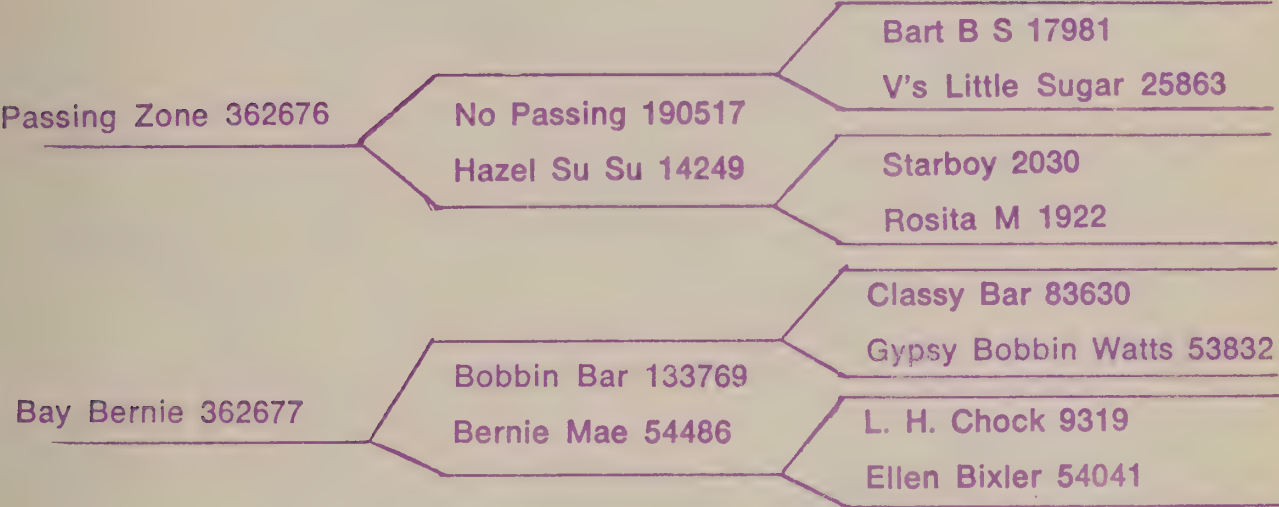 Bart B S 17981
V's Little Sugar 25863
Passing Zone 362676
No Passing 190517
Hazel Su Su 14249
Starboy 2030
Rosita M 1922
Classy Bar 83630
Gypsy Bobbin Watts 53832
Bobbin Bar 133769
Bay Bernie 362677
Bernie Mae 54486
L. H. Chock 9319
Ellen Bixler 54041